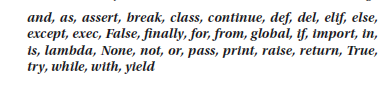 and, as, assert, break, class, continue, def, del, elif, else,
except, exec, False, finally, for, from, global, if, import, in,
is, lambda, None, not, or, pass, print, raise, return, True,
try, while, with, yield